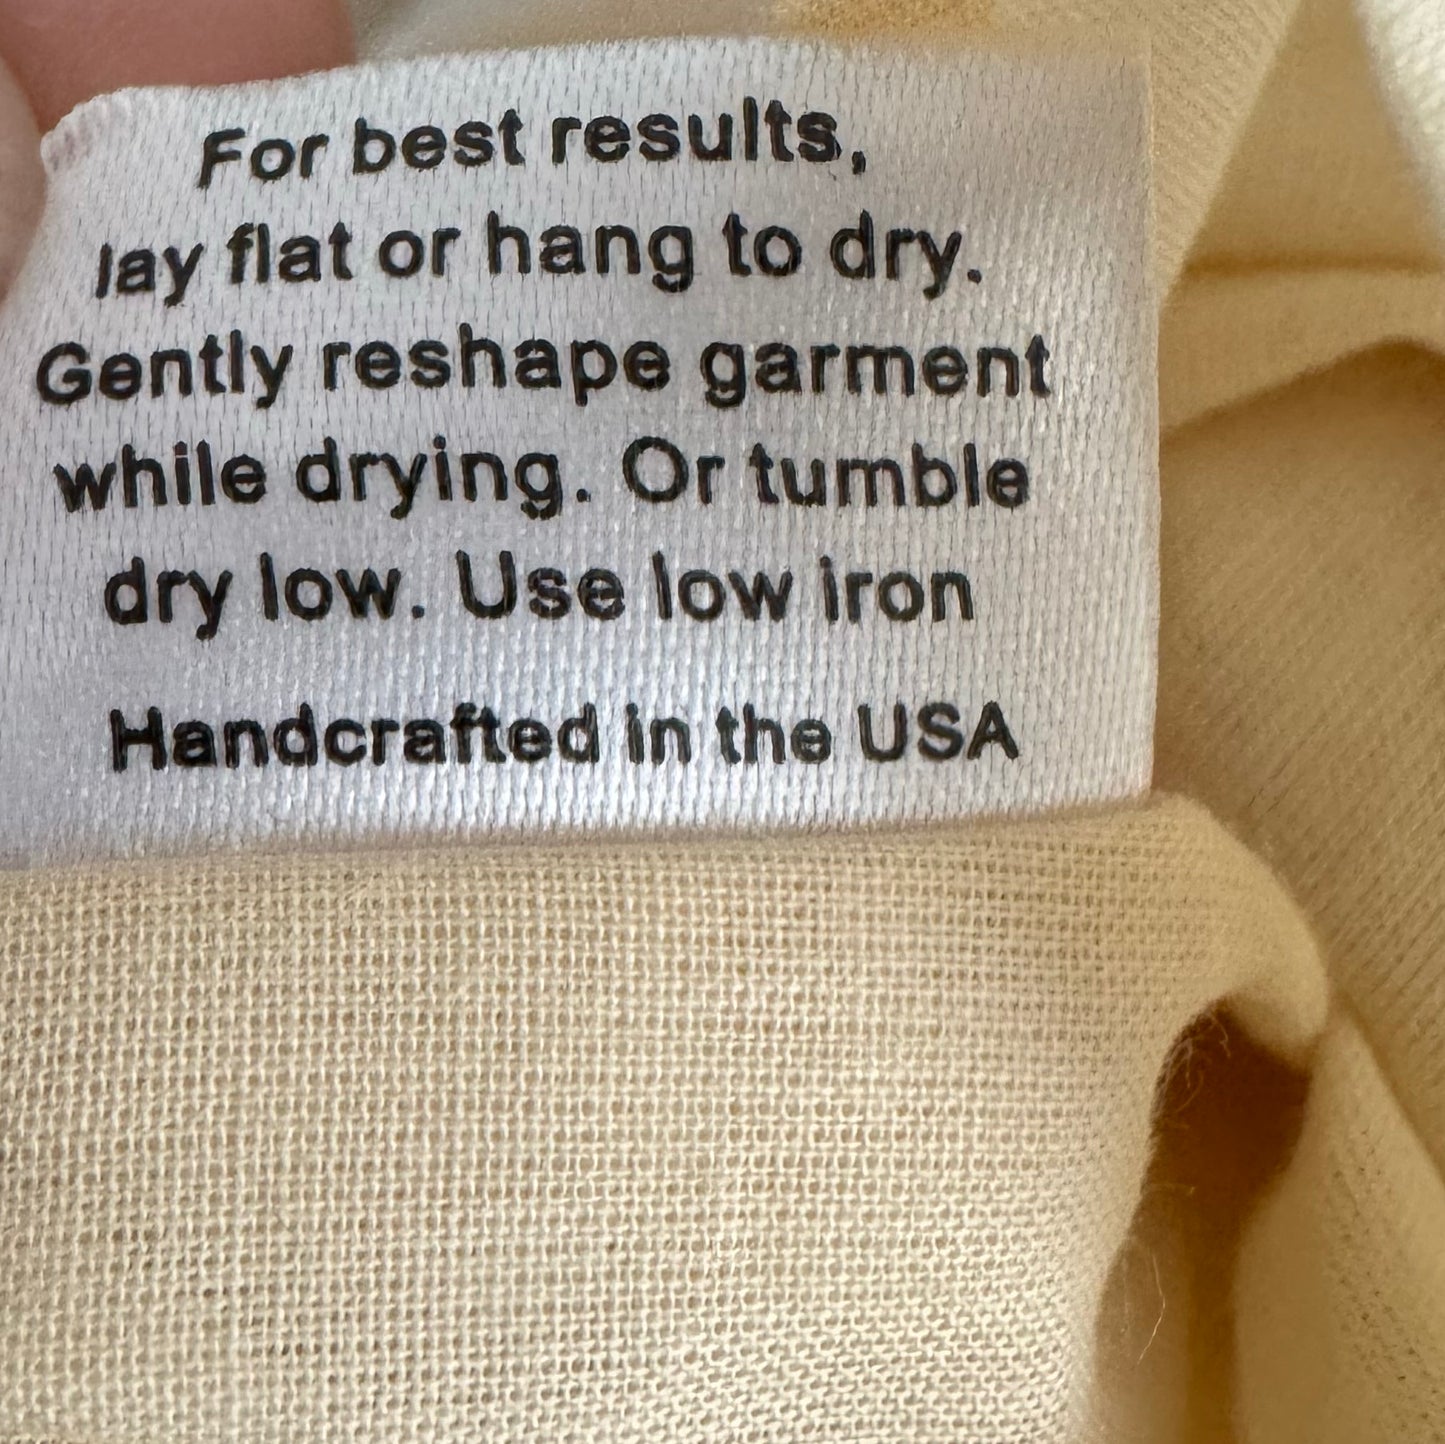 For best results,
lay flat or hang to dry.
Gently reshape garment
while drying. Or tumble
dry low. Use low iron
Handcrafted in the USA